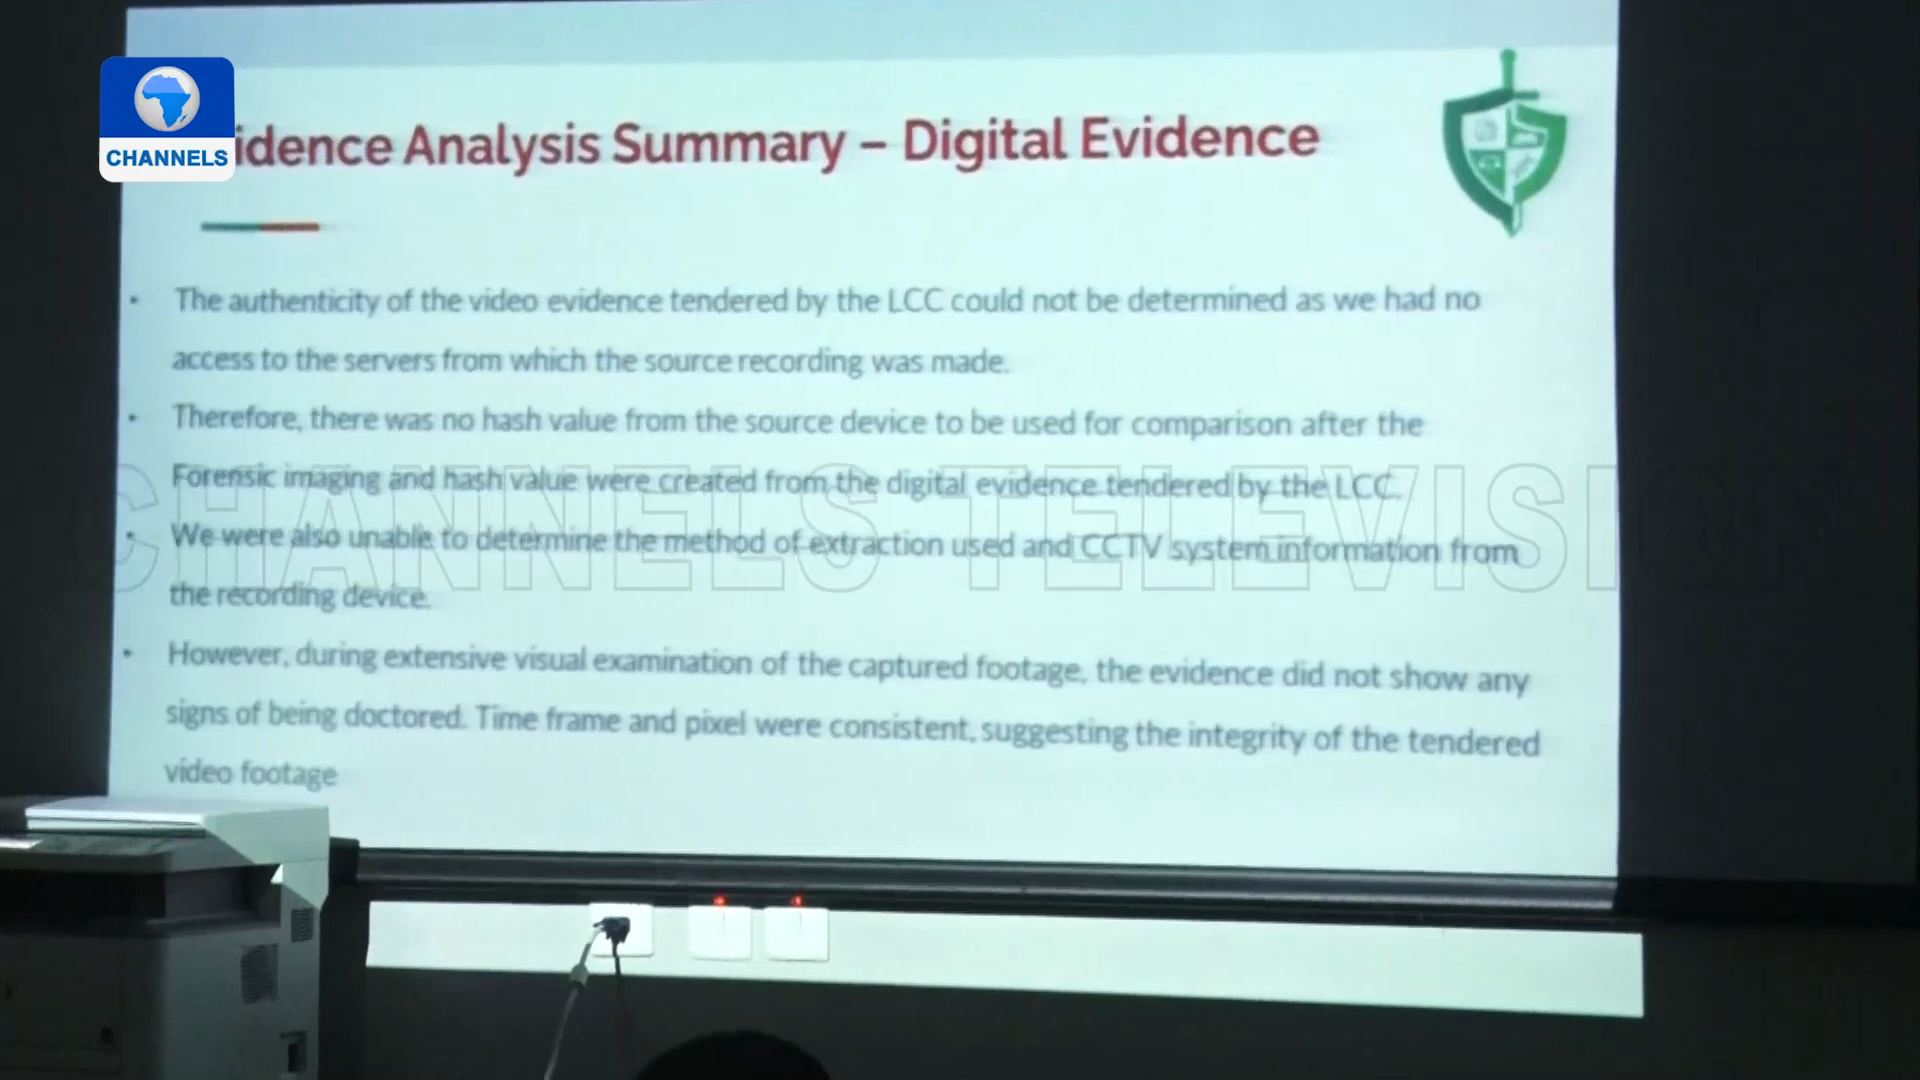 CHANNELS
idence Analysis Summary – Digital Evidence
• The authenticity of the video evidence tendered by the LCC could not be determined as we had no
access to the servers from which the source recording was made.
• Therefore, there was no hash value from the source device to be used for comparison after the
Forensic imaging and hash value were created from the digital evidence tendered by the LCC.
CHANNELS TELEVISION
• We were also unable to determine the method of extraction used and CCTV system information from
the recording device.
• However, during extensive visual examination of the captured footage, the evidence did not show any
signs of being doctored. Time frame and pixel were consistent, suggesting the integrity of the tendered
video footage